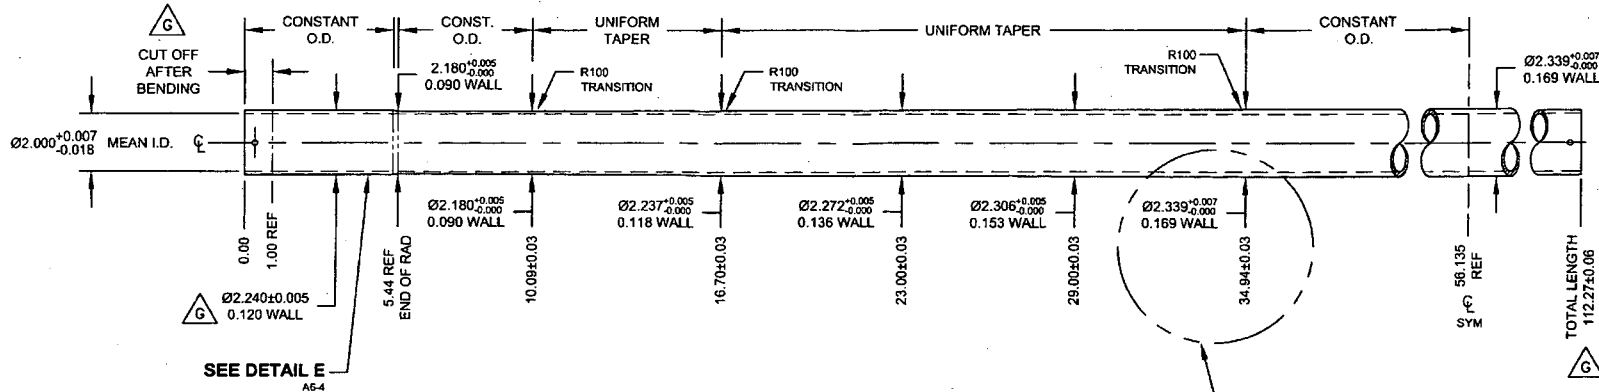 G
CUT OFF
AFTER
BENDING
CONSTANT
O.D.
CONST.
O.D.
UNIFORM
TAPER
UNIFORM TAPER
CONSTANT
O.D.
2.180+0.005
-0.000
0.090 WALL
R100
TRANSITION
R100
TRANSITION
R100
TRANSITION
Ø2.339+0.007
-0.000
0.169 WALL
Ø2.000+0.007
-0.018 MEAN I.D.
CL
Ø2.180+0.005
-0.000
0.090 WALL
Ø2.237+0.005
-0.000
0.118 WALL
Ø2.272+0.005
-0.000
0.136 WALL
Ø2.306+0.005
-0.000
0.153 WALL
Ø2.339+0.007
-0.000
0.169 WALL
0.00
1.00 REF
5.44 REF
END OF RAD
10.09±0.03
16.70±0.03
23.00±0.03
29.00±0.03
34.94±0.03
56.135
REF
CL
SYM
TOTAL LENGTH
112.27±0.06
G
G
Ø2.240±0.005
0.120 WALL
SEE DETAIL E
A6-4